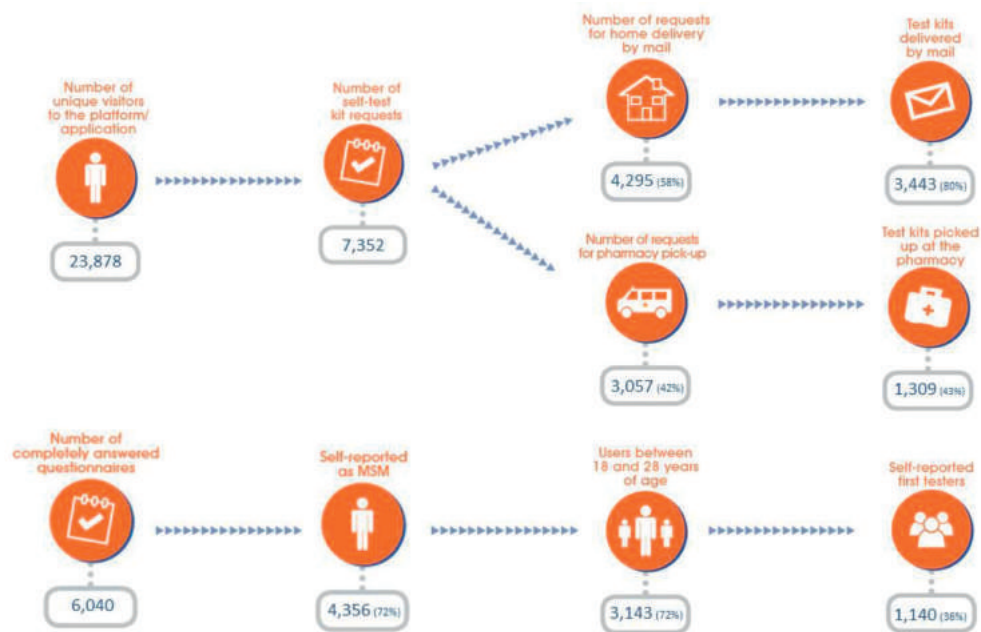 Number of
unique visitors
to the platform/
application
23,878
Number of
self-test
kit requests
7,352
Number of requests
for home delivery
by mail
4,295 (58%)
Test kits
delivered by
mail
3,443 (80%)
Number of requests
for pharmacy pick-up
3,057 (42%)
Test kits picked
up at the
pharmacy
1,309 (43%)
Number of
completely answered
questionnaires
6,040
Self-reported
as MSM
4,356 (72%)
Users between
18 and 28 years
of age
3,143 (72%)
Self-reported
first testers
1,140 (36%)